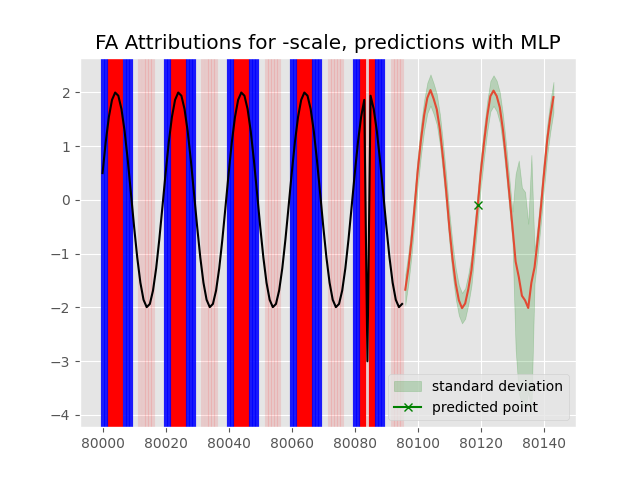 FA Attributions for -scale, predictions with MLP
2
1
0
−1
−2
−3
−4
standard deviation
predicted point
80000 80020 80040 80060 80080 80100 80120 80140